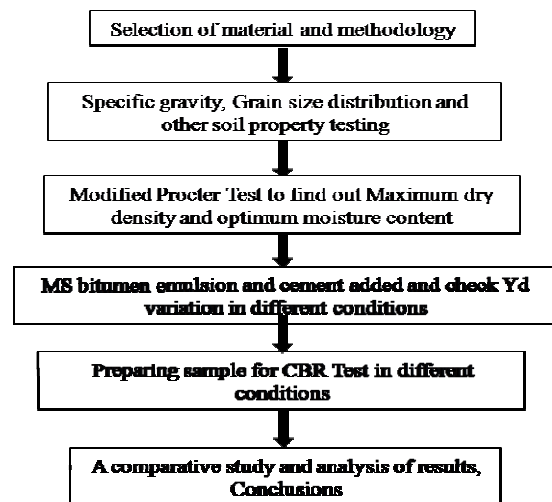 Selection of material and methodology
Specific gravity, Grain size distribution and
other soil property testing
Modified Procter Test to find out Maximum dry
density and optimum moisture content
MS bitumen emulsion and cement added and check Yd
variation in different conditions
Preparing sample for CBR Test in different
conditions
A comparative study and analysis of results,
Conclusions